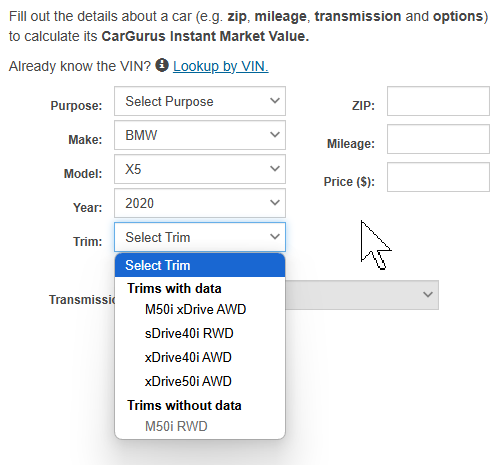 Fill out the details about a car (e.g. zip, mileage, transmission and options)
to calculate its CarGurus Instant Market Value.
Already know the VIN? Lookup by VIN.
Purpose: Select Purpose ZIP:
Make: BMW Mileage:
Model: X5 Price ($):
Year: 2020
Trim: Select Trim
Select Trim
Trims with data
M50i xDrive AWD
Transmissio
sDrive40i RWD
xDrive40i AWD
xDrive50i AWD
Trims without data
M50i RWD